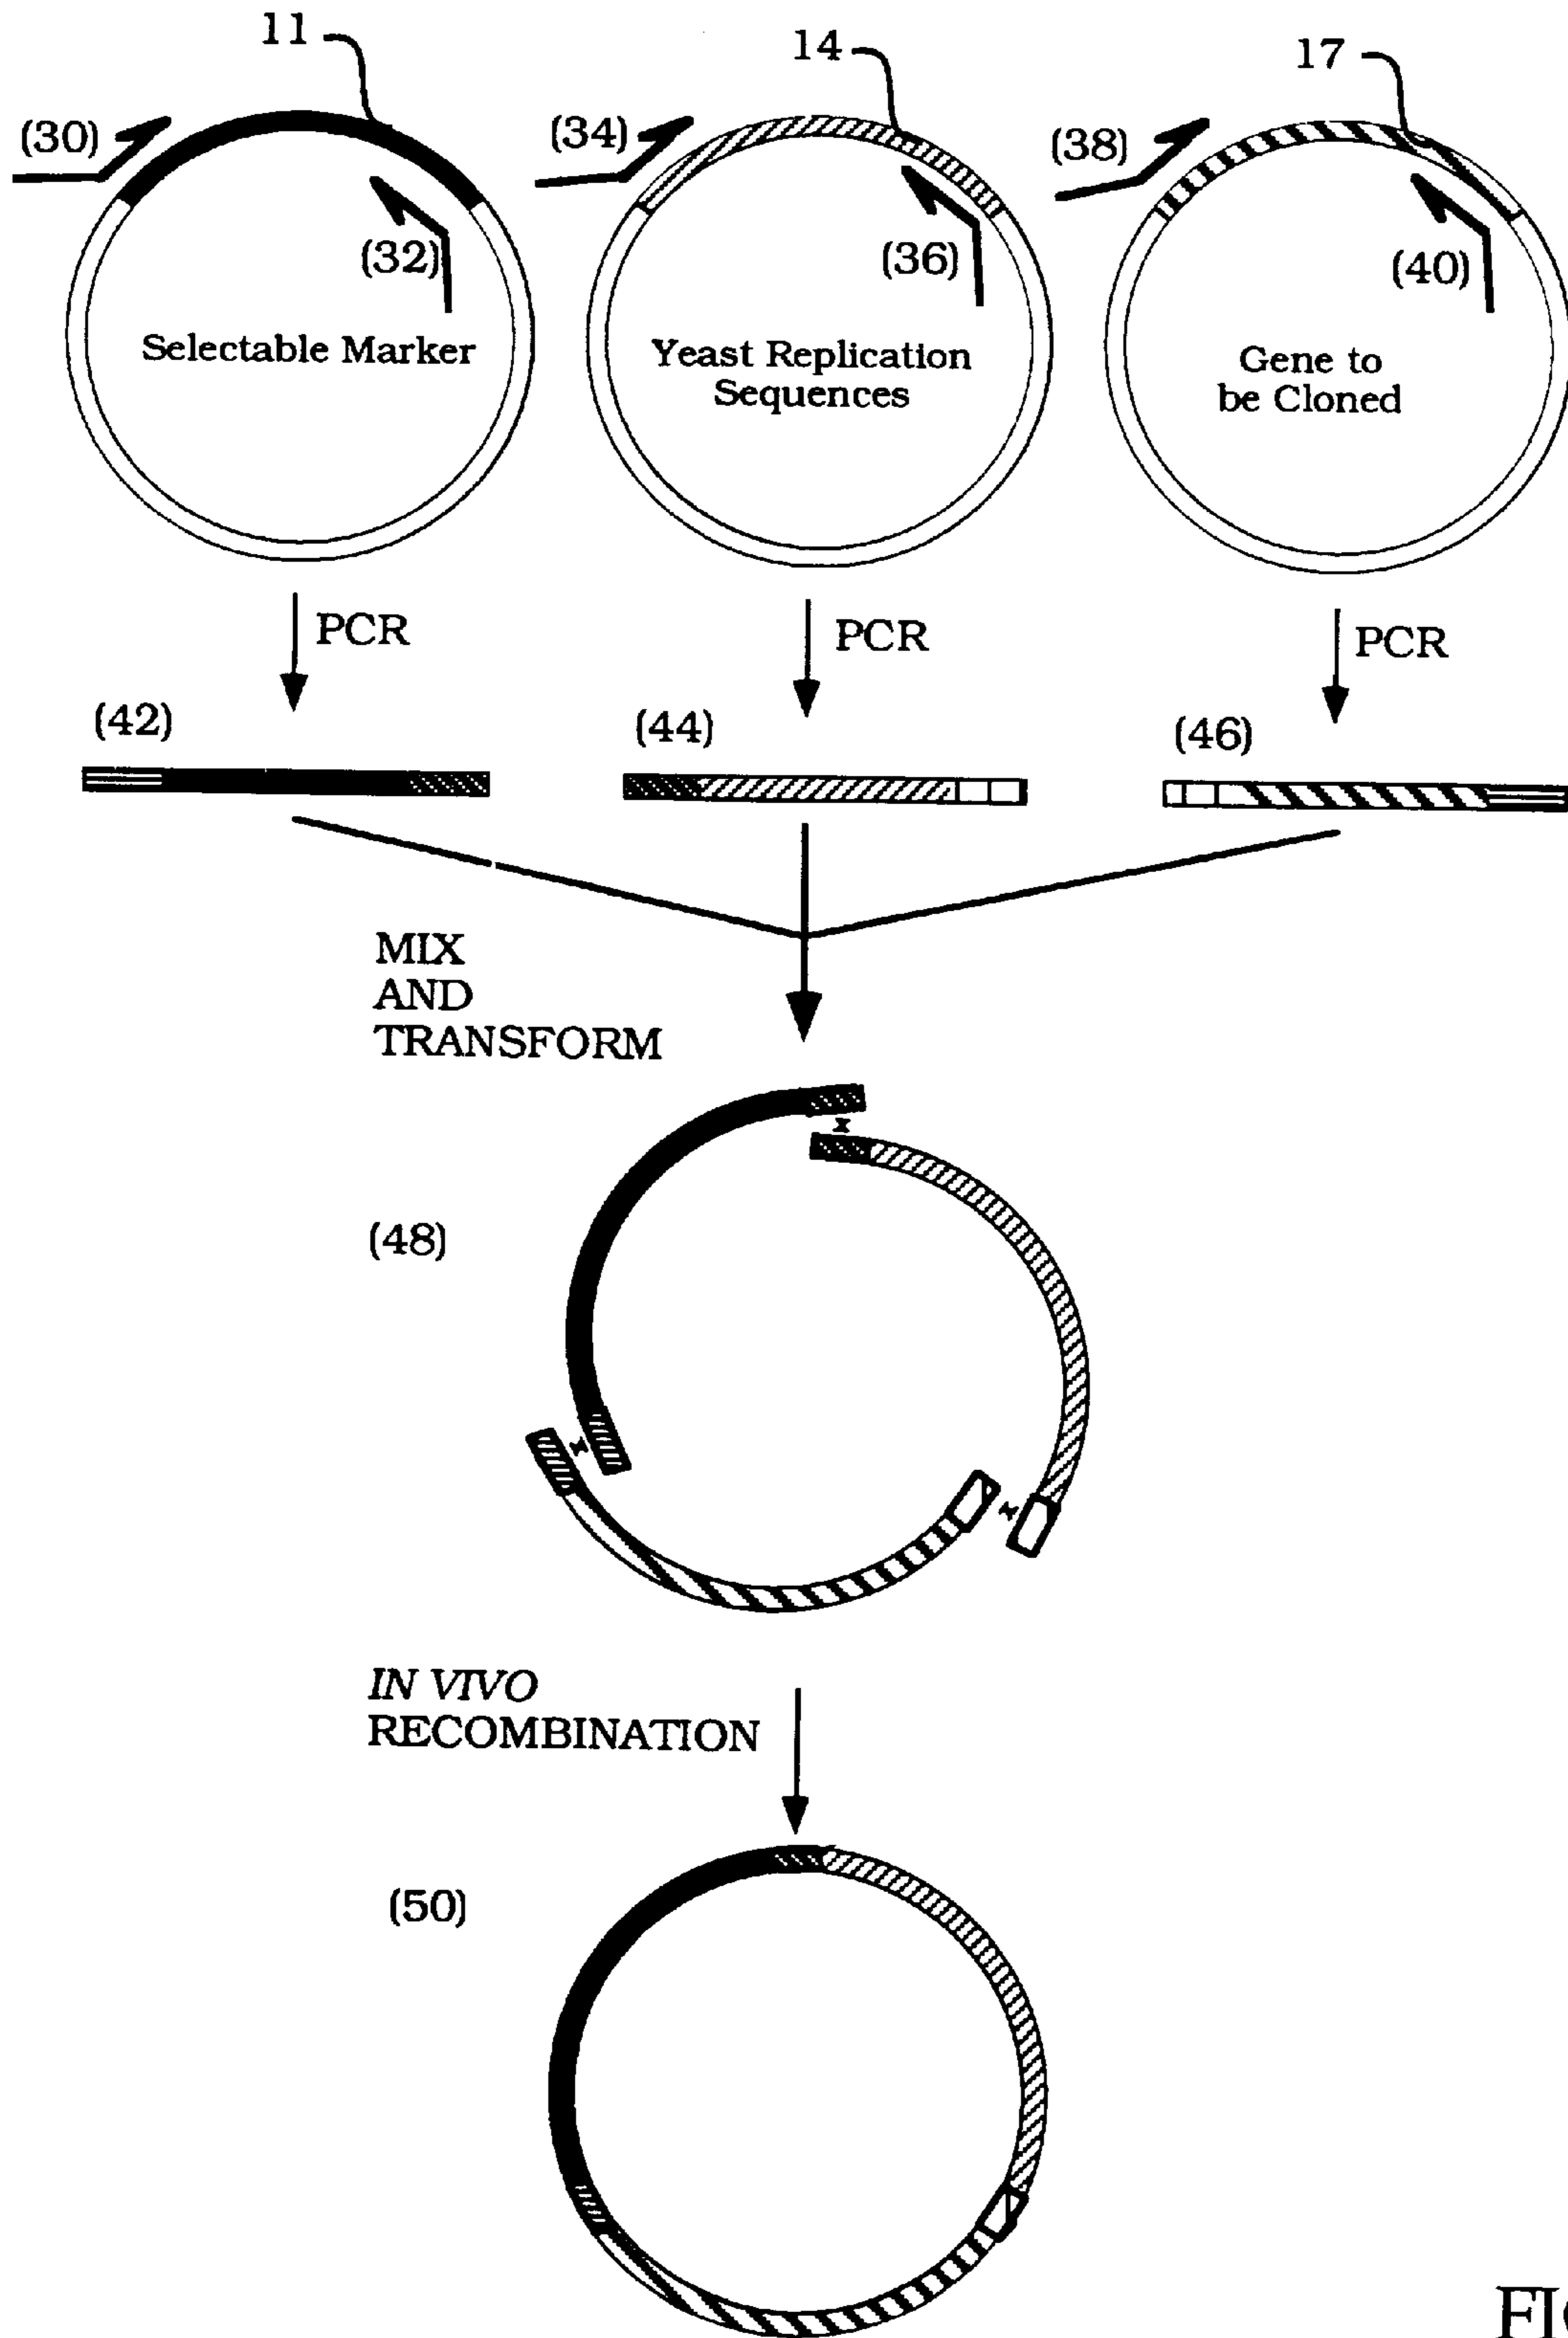 11
14
17
(30)
(34)
(38)
(32)
(36)
(40)
Selectable Marker
Yeast Replication
Sequences
Gene to
be Cloned
PCR
PCR
PCR
(42)
(44)
(46)
MIX
AND
TRANSFORM
(48)
IN VIVO
RECOMBINATION
(50)